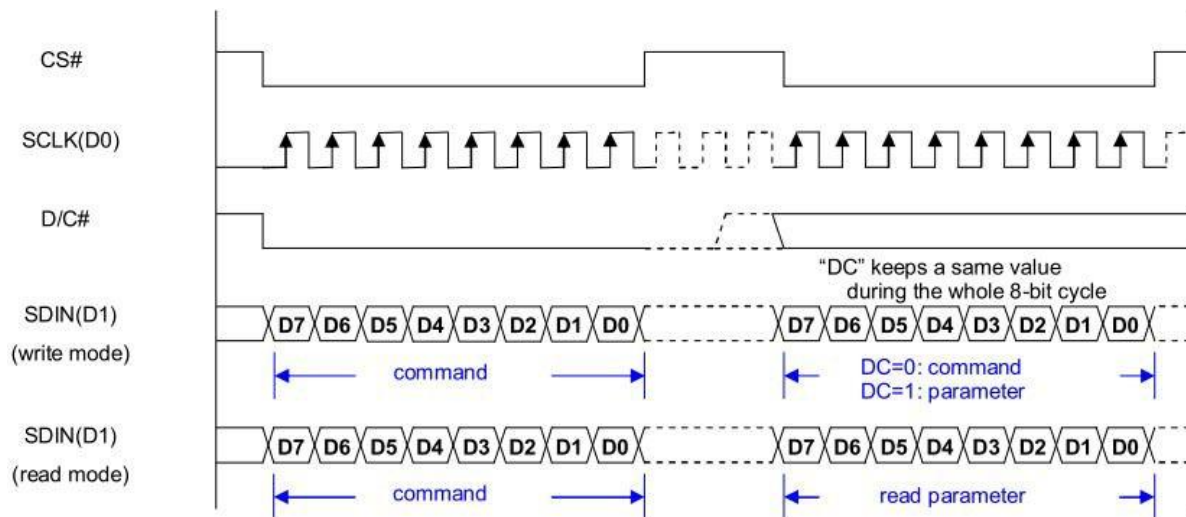 CS#
SCLK(D0)
D/C#
“DC” keeps a same value
during the whole 8-bit cycle
SDIN(D1)
(write mode)
D7 D6 D5 D4 D3 D2 D1 D0 D7 D6 D5 D4 D3 D2 D1 D0
command
DC=0: command
DC=1: parameter
SDIN(D1)
(read mode)
D7 D6 D5 D4 D3 D2 D1 D0 D7 D6 D5 D4 D3 D2 D1 D0
command read parameter